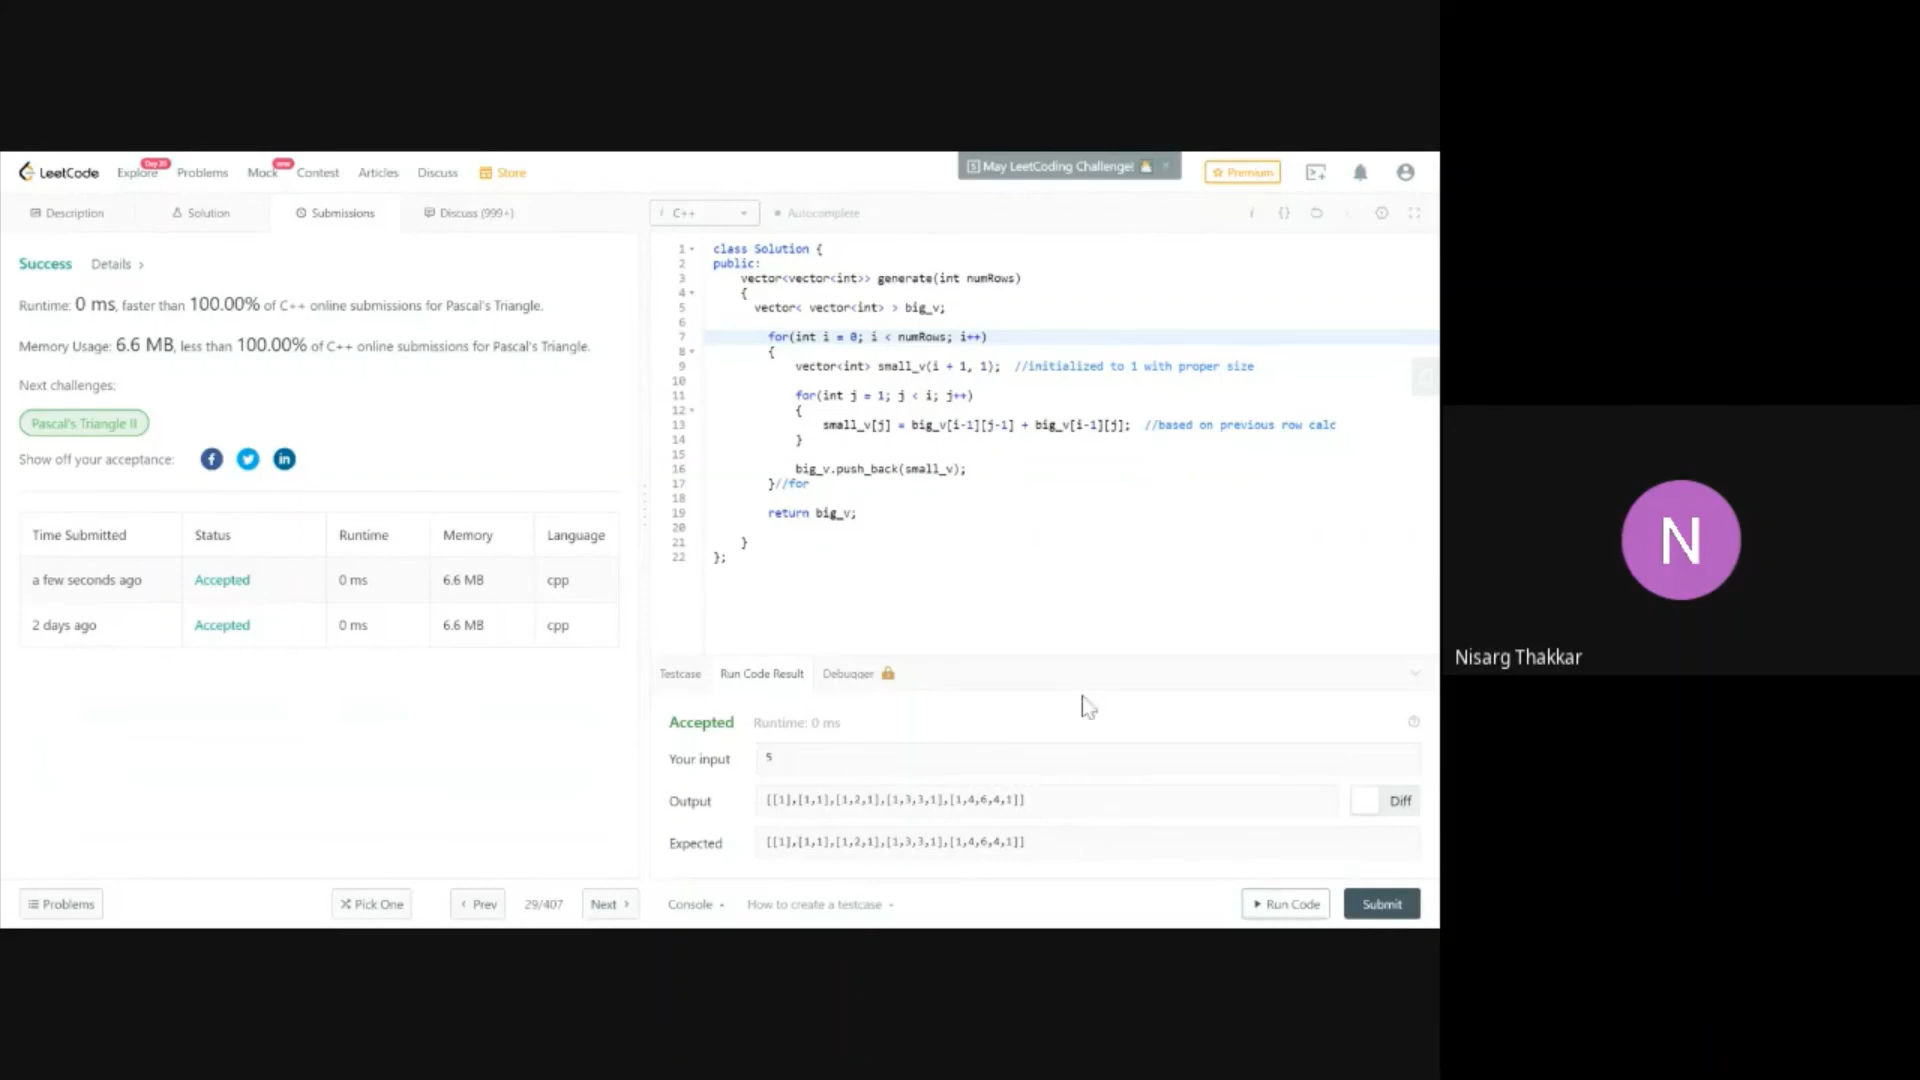 LeetCode
Explore Day 20 Problems Mock new Contest Articles Discuss Store
May LeetCoding Challenge! ×
Premium
Description Solution Submissions Discuss (999+)
i C++ Autocomplete i {}
Success Details >
Runtime: 0 ms, faster than 100.00% of C++ online submissions for Pascal's Triangle.
Memory Usage: 6.6 MB, less than 100.00% of C++ online submissions for Pascal's Triangle.
Next challenges:
Pascal's Triangle II
Show off your acceptance:
Time Submitted Status Runtime Memory Language
a few seconds ago Accepted 0 ms 6.6 MB cpp
2 days ago Accepted 0 ms 6.6 MB cpp
1 class Solution {
2 public:
3 vector<vector<int>> generate(int numRows)
4 {
5 vector< vector<int> > big_v;
6
7 for(int i = 0; i < numRows; i++)
8 {
9 vector<int> small_v(i + 1, 1); //initialized to 1 with proper size
10
11 for(int j = 1; j < i; j++)
12 {
13 small_v[j] = big_v[i-1][j-1] + big_v[i-1][j]; //based on previous row calc
14 }
15
16 big_v.push_back(small_v);
17 }//for
18
19 return big_v;
20
21 }
22 };
Testcase Run Code Result Debugger
Accepted Runtime: 0 ms
Your input 5
Output [[1],[1,1],[1,2,1],[1,3,3,1],[1,4,6,4,1]] Diff
Expected [[1],[1,1],[1,2,1],[1,3,3,1],[1,4,6,4,1]]
Problems Pick One < Prev 29/407 Next > Console How to create a testcase Run Code Submit
N
Nisarg Thakkar